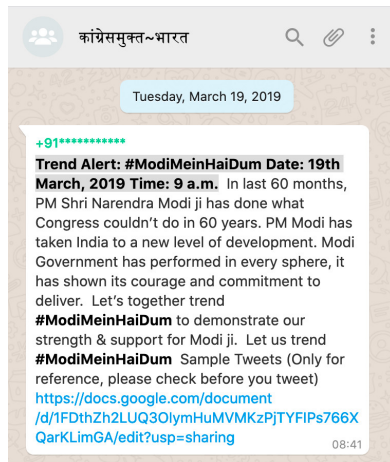 कांग्रेसमुक्त~भारत
Tuesday, March 19, 2019
+91***********
Trend Alert: #ModiMeinHaiDum Date: 19th
March, 2019 Time: 9 a.m.  In last 60 months,
PM Shri Narendra Modi ji has done what
Congress couldn't do in 60 years. PM Modi has
taken India to a new level of development. Modi
Government has performed in every sphere, it
has shown its courage and commitment to
deliver.  Let's together trend
#ModiMeinHaiDum to demonstrate our
strength & support for Modi ji.  Let us trend
#ModiMeinHaiDum  Sample Tweets (Only for
reference, please check before you tweet)
https://docs.google.com/document
/d/1FDthZh2LUQ3OlymHuMVMKzPjTYFlPs766X
QarKLimGA/edit?usp=sharing
08:41